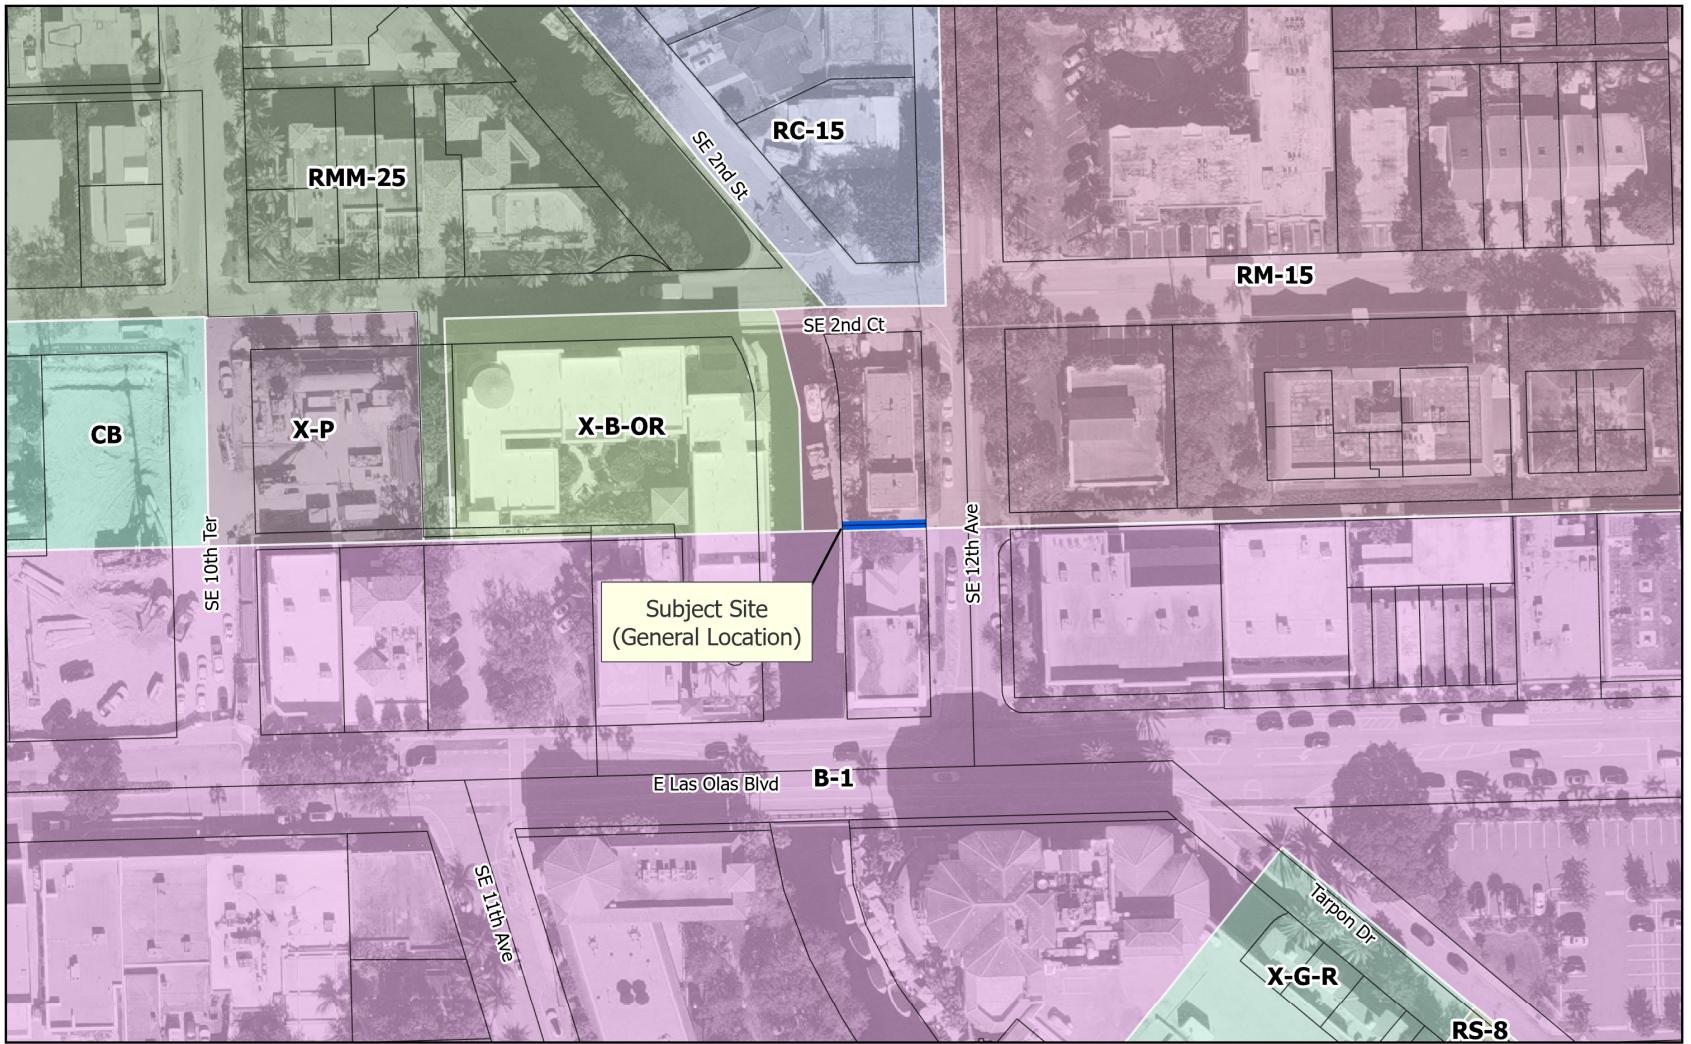 RC-15
SE 2nd St
RMM-25
RM-15
SE 2nd Ct
CB
X-P
X-B-OR
SE 10th Ter
SE 12th Ave
Subject Site
(General Location)
B-1
E Las Olas Blvd
SE 11th Ave
Tarpon Dr
X-G-R
RS-8